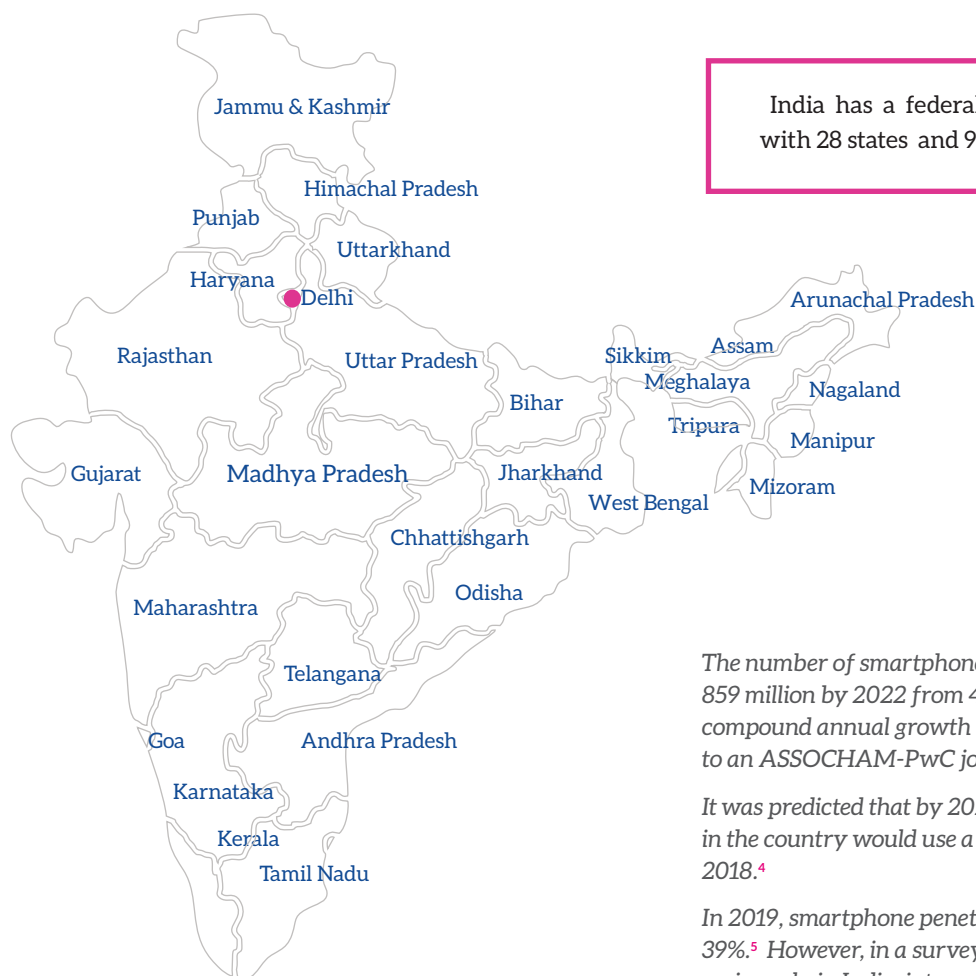 Jammu & Kashmir
India has a federal
with 28 states and 9
Himachal Pradesh
Punjab
Uttarkhand
Haryana
Delhi
Arunachal Pradesh
Rajasthan
Uttar Pradesh
Sikkim
Assam
Meghalaya
Nagaland
Bihar
Tripura
Manipur
Gujarat
Madhya Pradesh
Jharkhand
Mizoram
West Bengal
Chhattishgarh
Odisha
Maharashtra
Telangana
Goa
Andhra Pradesh
Karnataka
Kerala
Tamil Nadu
The number of smartphone
859 million by 2022 from 4
compound annual growth
to an ASSOCHAM-PwC jo
It was predicted that by 20
in the country would use a
2018.4
In 2019, smartphone penet
39%.5 However, in a survey